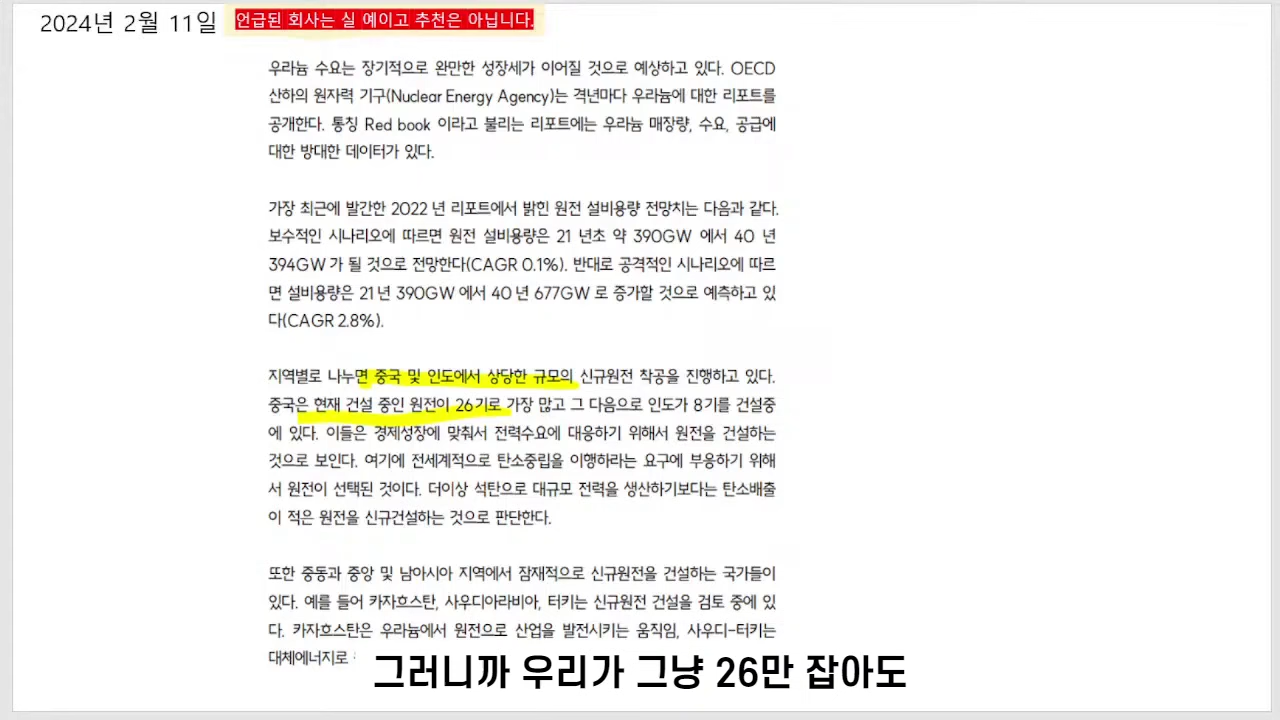 2024년 2월 11일
언급된 회사는 실 예이고 추천은 아닙니다.
우라늄 수요는 장기적으로 완만한 성장세가 이어질 것으로 예상하고 있다. OECD
산하의 원자력 기구(Nuclear Energy Agency)는 격년마다 우라늄에 대한 리포트를
공개한다. 통칭 Red book 이라고 불리는 리포트에는 우라늄 매장량, 수요, 공급에
대한 방대한 데이터가 있다.
가장 최근에 발간한 2022 년 리포트에서 밝힌 원전 설비용량 전망치는 다음과 같다.
보수적인 시나리오에 따르면 원전 설비용량은 21 년초 약 390GW 에서 40 년
394GW 가 될 것으로 전망한다(CAGR 0.1%). 반대로 공격적인 시나리오에 따르
면 설비용량은 21 년 390GW 에서 40 년 677GW 로 증가할 것으로 예측하고 있
다(CAGR 2.8%).
지역별로 나누면 중국 및 인도에서 상당한 규모의 신규원전 착공을 진행하고 있다.
중국은 현재 건설 중인 원전이 26기로 가장 많고 그 다음으로 인도가 8기를 건설중
에 있다. 이들은 경제성장에 맞춰서 전력수요에 대응하기 위해서 원전을 건설하는
것으로 보인다. 여기에 전세계적으로 탄소중립을 이행하라는 요구에 부응하기 위해
서 원전이 선택된 것이다. 더이상 석탄으로 대규모 전력을 생산하기보다는 탄소배출
이 적은 원전을 신규건설하는 것으로 판단한다.
또한 중동과 중앙 및 남아시아 지역에서 잠재적으로 신규원전을 건설하는 국가들이
있다. 예를 들어 카자흐스탄, 사우디아라비아, 터키는 신규원전 건설을 검토 중에 있
다. 카자흐스탄은 우라늄에서 원전으로 산업을 발전시키는 움직임, 사우디-터키는
대체에너지로
그러니까 우리가 그냥 26만 잡아도